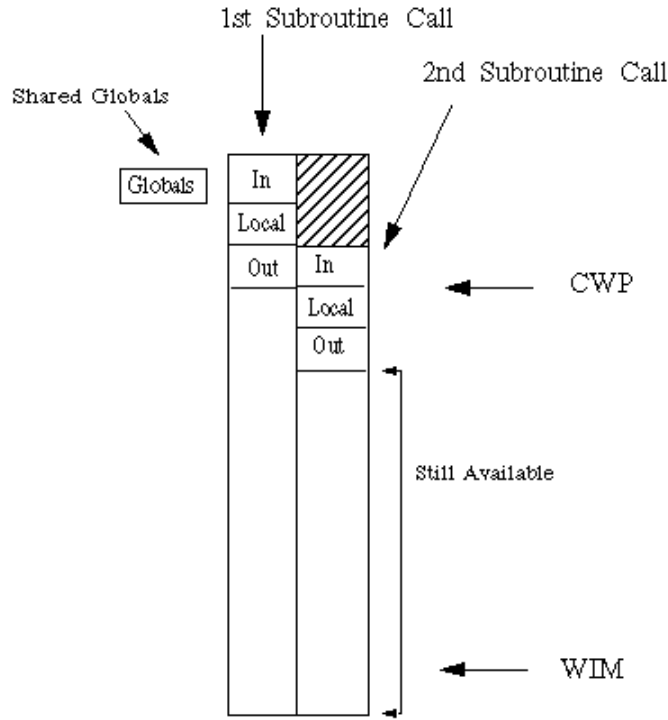 1st Subroutine Call
2nd Subroutine Call
Shared Globals
Globals
In
Local
Out
In
Local
Out
CWP
Still Available
WIM